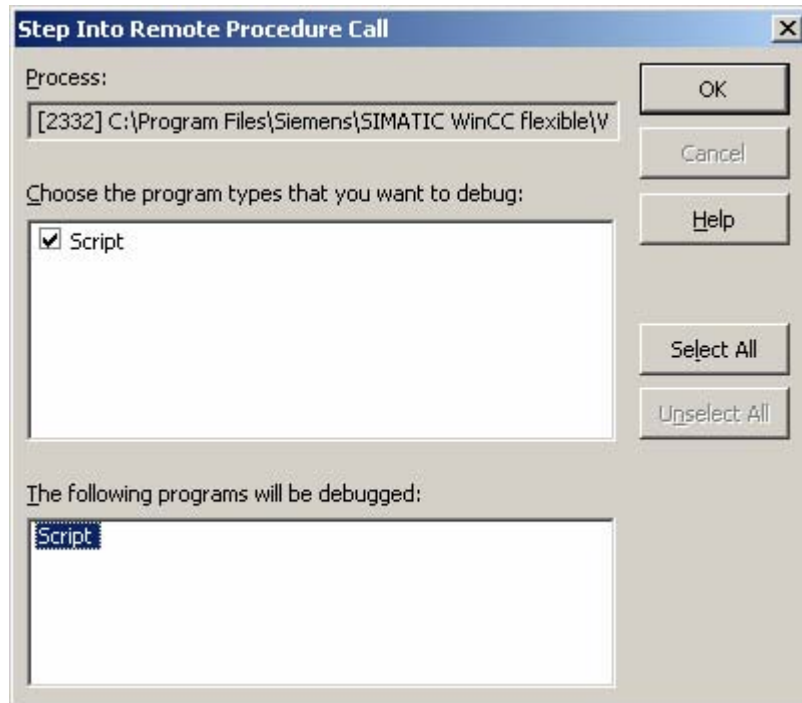 Step Into Remote Procedure Call
Process:
[2332] C:\Program Files\Siemens\SIMATIC WinCC flexible\W
Choose the program types that you want to debug:
Script
The following programs will be debugged:
Script
OK
Cancel
Help
Select All
Unselect All